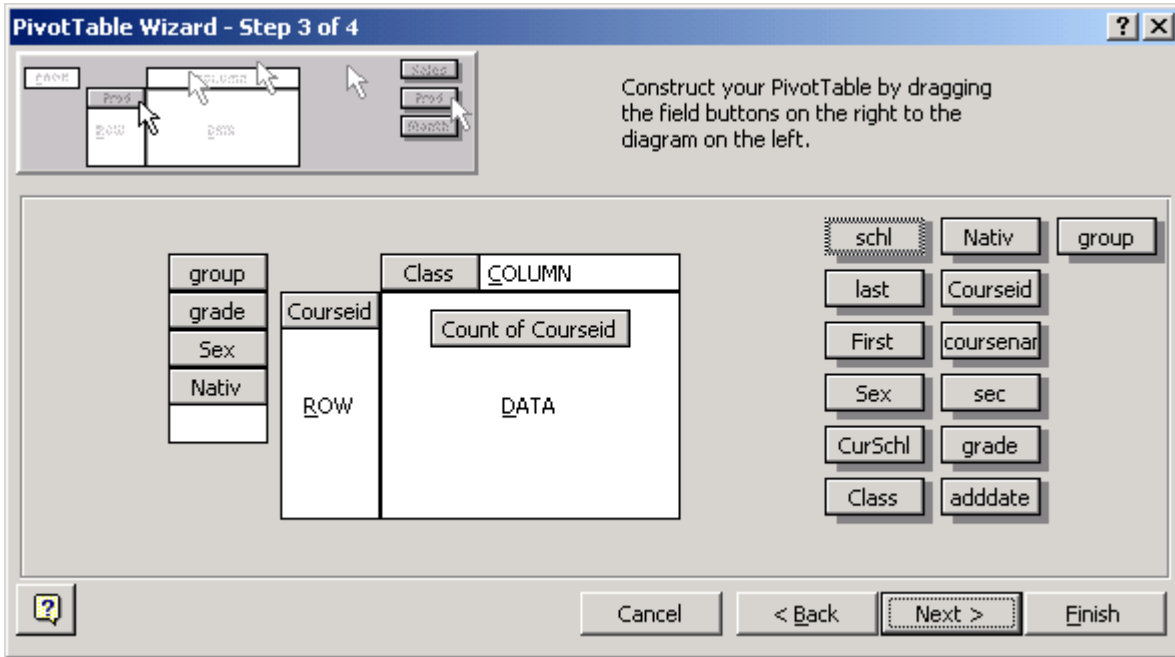 PivotTable Wizard - Step 3 of 4
Construct your PivotTable by dragging
the field buttons on the right to the
diagram on the left.
Prod
Sales
Prod
Month
ROW
DATA
group
grade
Sex
Nativ
Class COLUMN
Courseid
Count of Courseid
ROW
DATA
schl Nativ group
last Courseid
First coursenar
Sex sec
CurSchl grade
Class adddate
Cancel
< Back
Next >
Finish